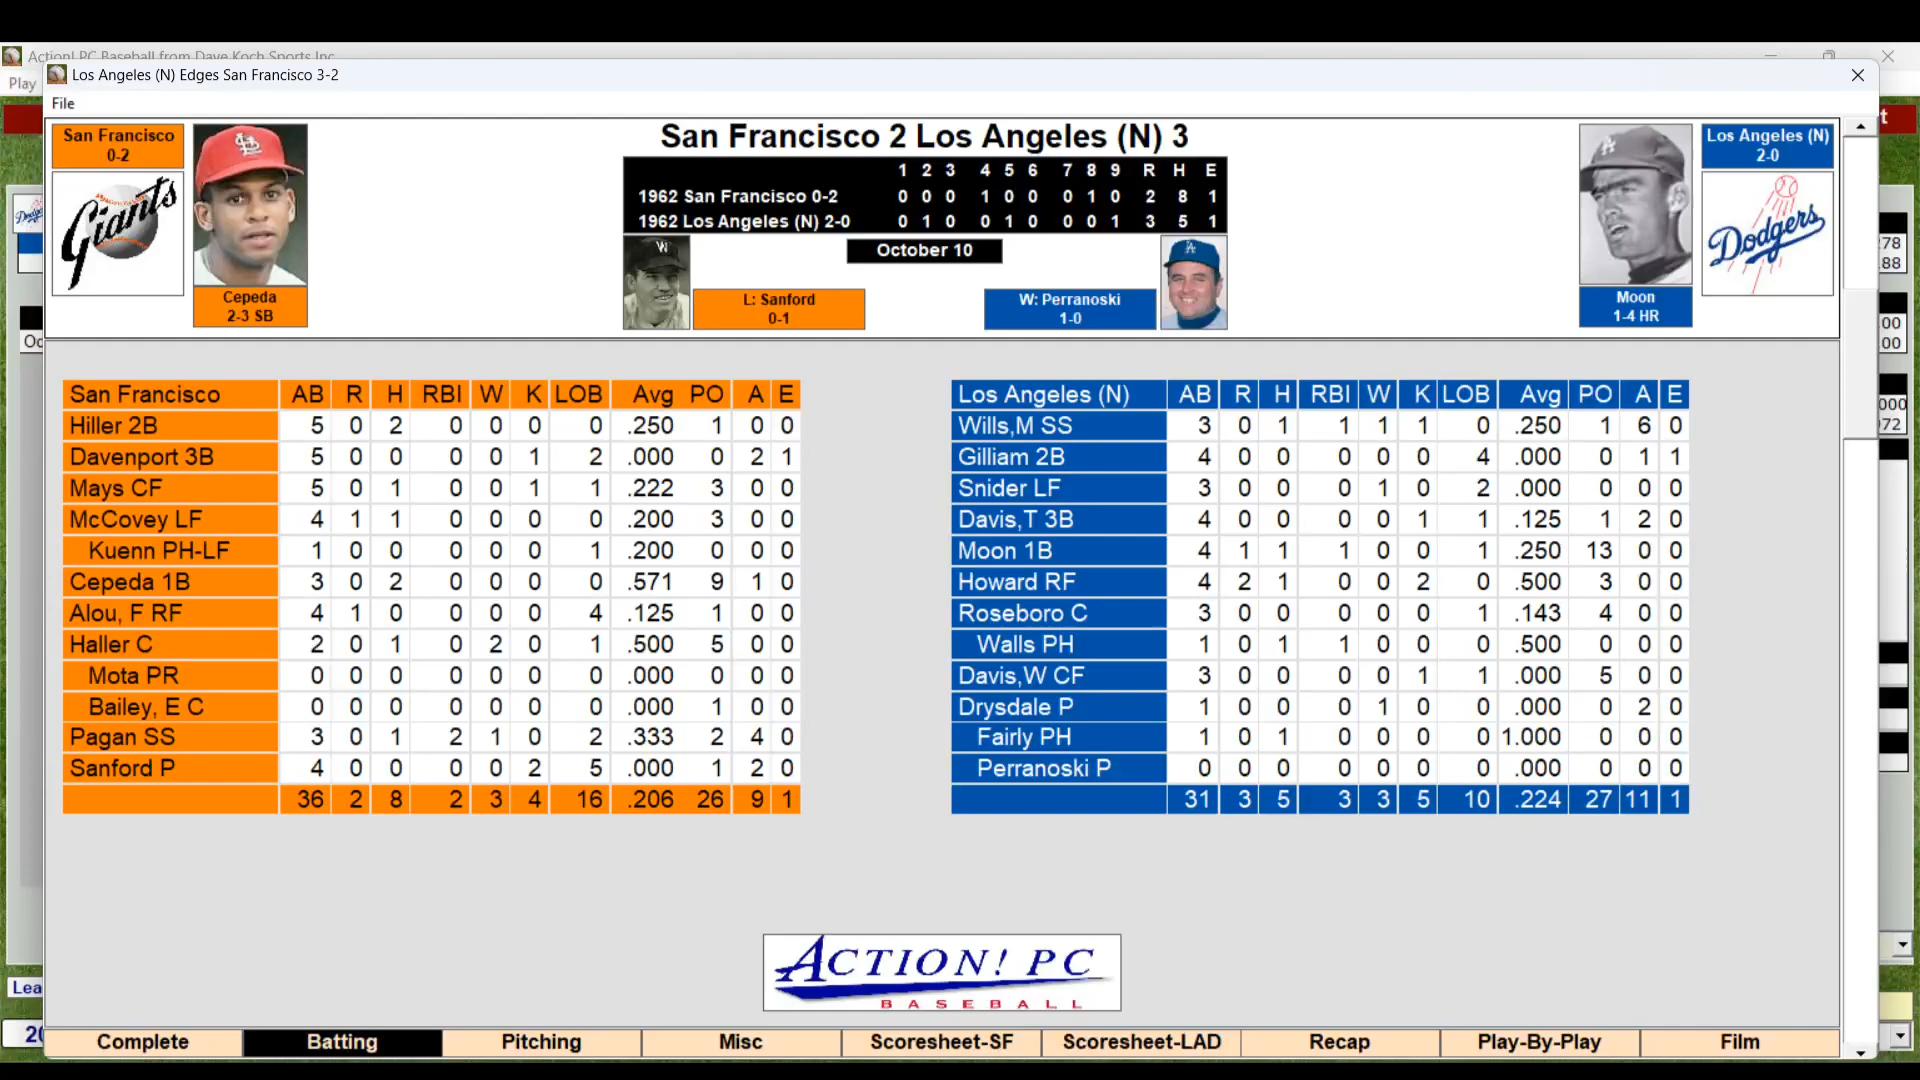 Action! PC Baseball from Dave Koch Sports Inc
Play
Los Angeles (N) Edges San Francisco 3-2
File
San Francisco
0-2
Giants
Cepeda
2-3 SB
San Francisco 2 Los Angeles (N) 3
1 2 3 4 5 6 7 8 9 R H E
1962 San Francisco 0-2 0 0 0 1 0 0 0 1 0 2 8 1
1962 Los Angeles (N) 2-0 0 1 0 0 1 0 0 0 1 3 5 1
October 10
L: Sanford
0-1
W: Perranoski
1-0
Moon
1-4 HR
Los Angeles (N)
2-0
Dodgers
San Francisco AB R H RBI W K LOB Avg PO A E
Hiller 2B 5 0 2 0 0 0 0 .250 1 0 0
Davenport 3B 5 0 0 0 0 1 2 .000 0 2 1
Mays CF 5 0 1 0 0 1 1 .222 3 0 0
McCovey LF 4 1 1 0 0 0 0 .200 3 0 0
Kuenn PH-LF 1 0 0 0 0 0 1 .200 0 0 0
Cepeda 1B 3 0 2 0 0 0 0 .571 9 1 0
Alou, F RF 4 1 0 0 0 0 4 .125 1 0 0
Haller C 2 0 1 0 2 0 1 .500 5 0 0
Mota PR 0 0 0 0 0 0 0 .000 0 0 0
Bailey, E C 0 0 0 0 0 0 0 .000 1 0 0
Pagan SS 3 0 1 2 1 0 2 .333 2 4 0
Sanford P 4 0 0 0 0 2 5 .000 1 2 0
36 2 8 2 3 4 16 .206 26 9 1
Los Angeles (N) AB R H RBI W K LOB Avg PO A E
Wills,M SS 3 0 1 1 1 1 0 .250 1 6 0
Gilliam 2B 4 0 0 0 0 0 4 .000 0 1 1
Snider LF 3 0 0 0 1 0 2 .000 0 0 0
Davis,T 3B 4 0 0 0 0 1 1 .125 1 2 0
Moon 1B 4 1 1 1 0 0 1 .250 13 0 0
Howard RF 4 2 1 0 0 2 0 .500 3 0 0
Roseboro C 3 0 0 0 0 0 1 .143 4 0 0
Walls PH 1 0 1 1 0 0 0 .500 0 0 0
Davis,W CF 3 0 0 0 0 1 1 .000 5 0 0
Drysdale P 1 0 0 0 1 0 0 .000 0 2 0
Fairly PH 1 0 1 0 0 0 0 1.000 0 0 0
Perranoski P 0 0 0 0 0 0 0 .000 0 0 0
31 3 5 3 3 5 10 .224 27 11 1
ACTION! PC
BASEBALL
Complete Batting Pitching Misc Scoresheet-SF Scoresheet-LAD Recap Play-By-Play Film